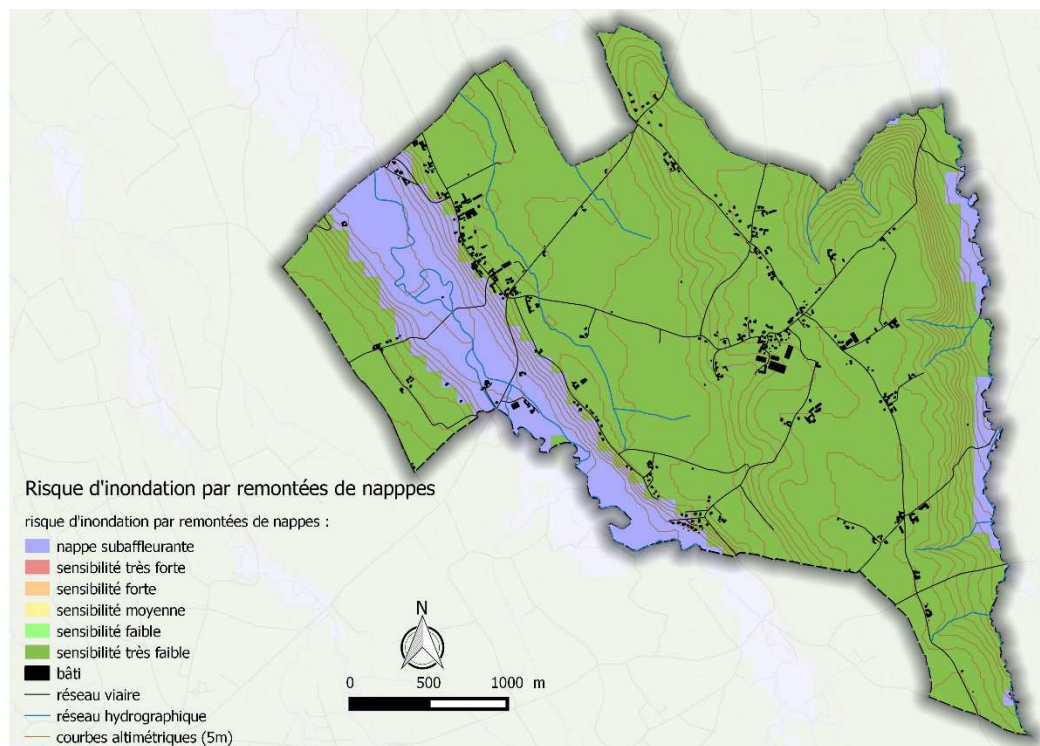 Risque d'inondation par remontées de napppes
risque d'inondation par remontées de nappes :
nappe subaffleurante
sensibilité très forte
sensibilité forte
sensibilité moyenne
sensibilité faible
sensibilité très faible
bâti
réseau viaire
réseau hydrographique
courbes altimétriques (5m)
N
0 500 1000 m